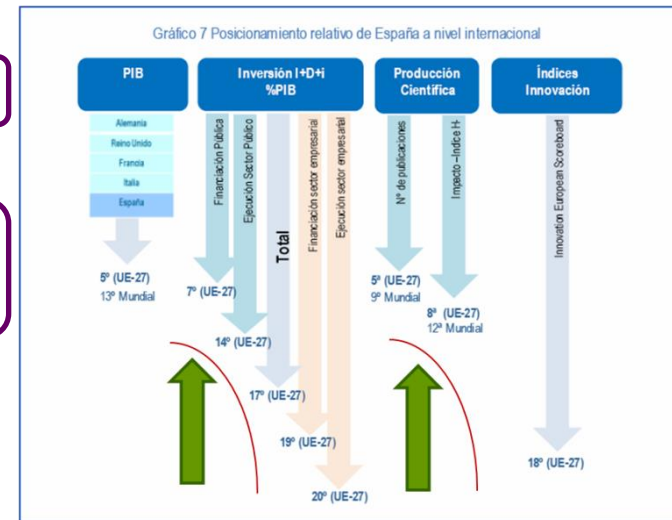 Gráfico 7 Posicionamiento relativo de España a nivel internacional
PIB
Alemania
Reino Unido
Francia
Italia
España
5º (UE-27)
13º Mundial
Inversión I+D+i
%PIB
Financiación Pública
Ejecución Sector Público
Total
Financiación sector empresarial
Ejecución sector empresarial
7º (UE-27)
14º (UE-27)
17º (UE-27)
19º (UE-27)
20º (UE-27)
Producción
Científica
Nº de publicaciones
Impacto –Indice H-
5ª (UE-27)
9º Mundial
8ª (UE-27)
12ª Mundial
Índices
Innovación
Innovation European Scoreboard
18º (UE-27)